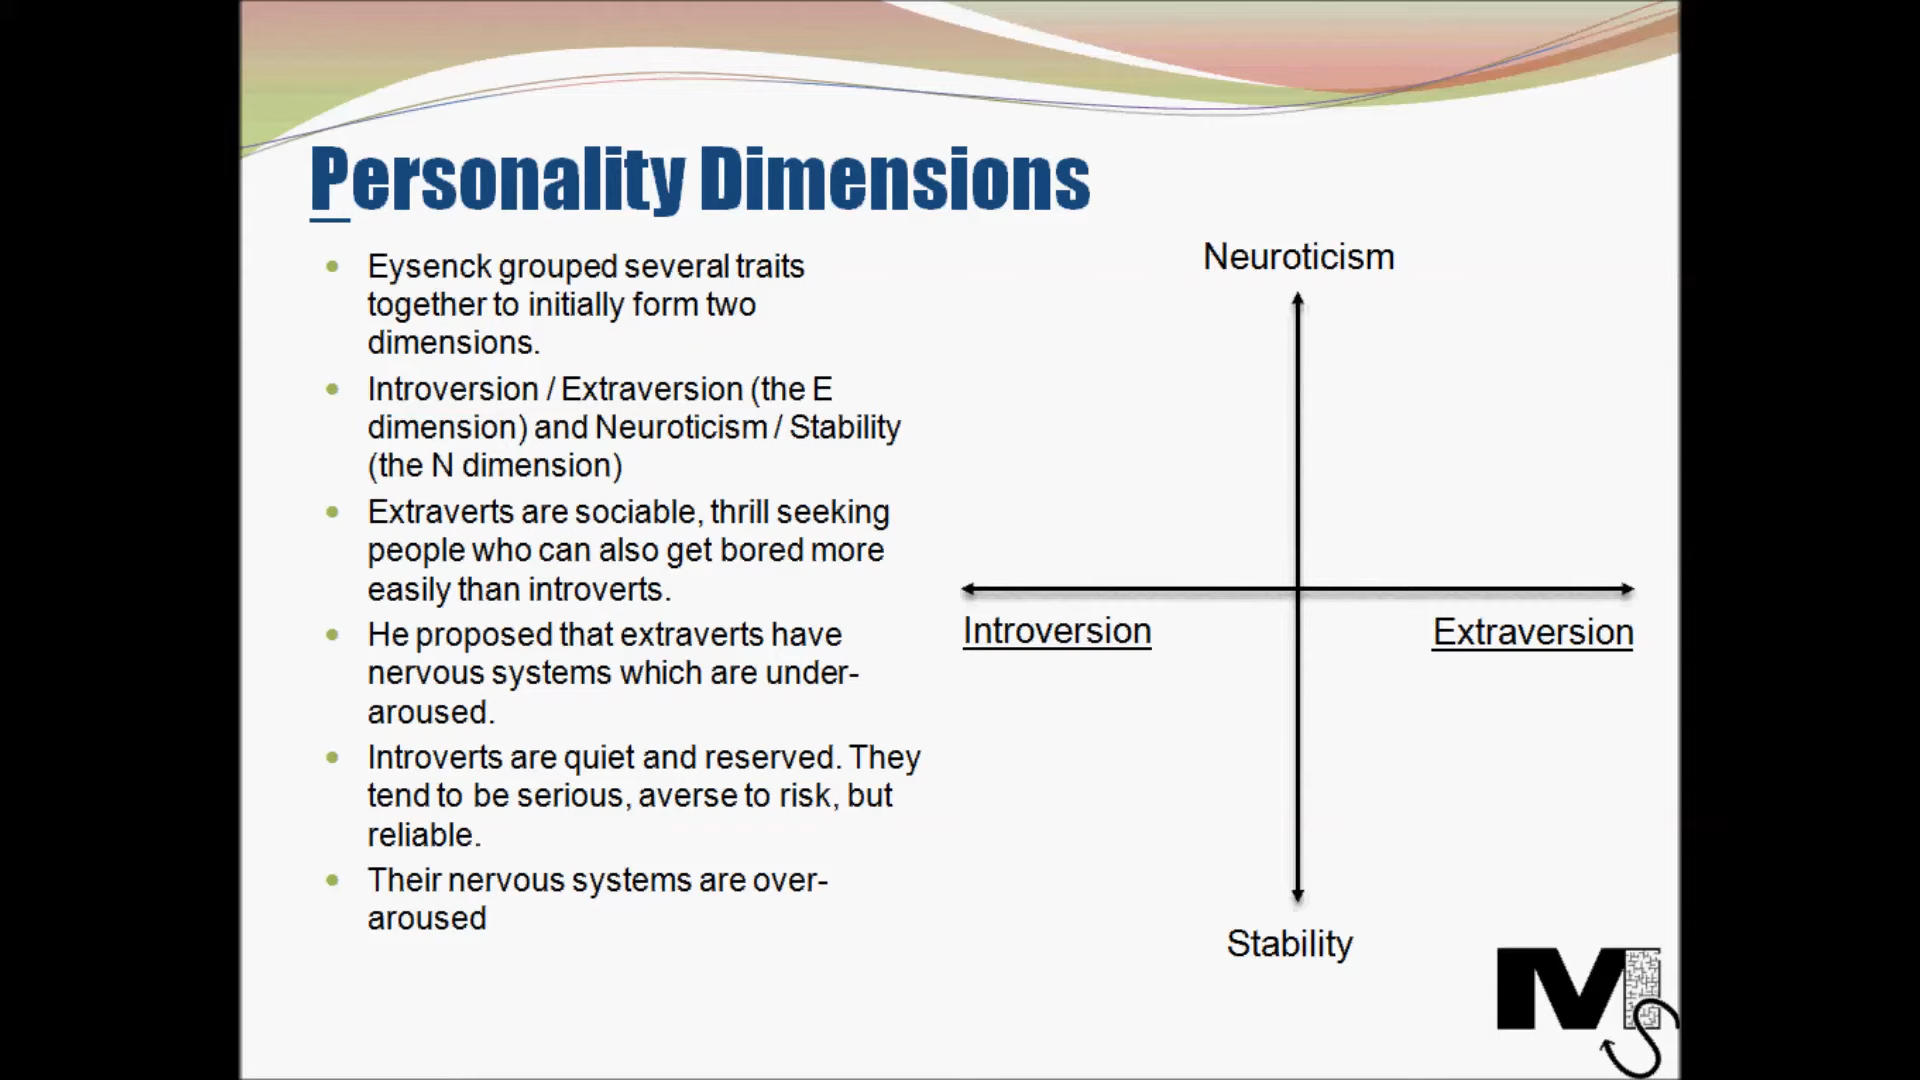 Personality Dimensions
Eysenck grouped several traits
together to initially form two
dimensions.
Introversion / Extraversion (the E
dimension) and Neuroticism / Stability
(the N dimension)
Extraverts are sociable, thrill seeking
people who can also get bored more
easily than introverts.
He proposed that extraverts have
nervous systems which are under-
aroused.
Introverts are quiet and reserved. They
tend to be serious, averse to risk, but
reliable.
Their nervous systems are over-
aroused
Neuroticism
Introversion
Extraversion
Stability